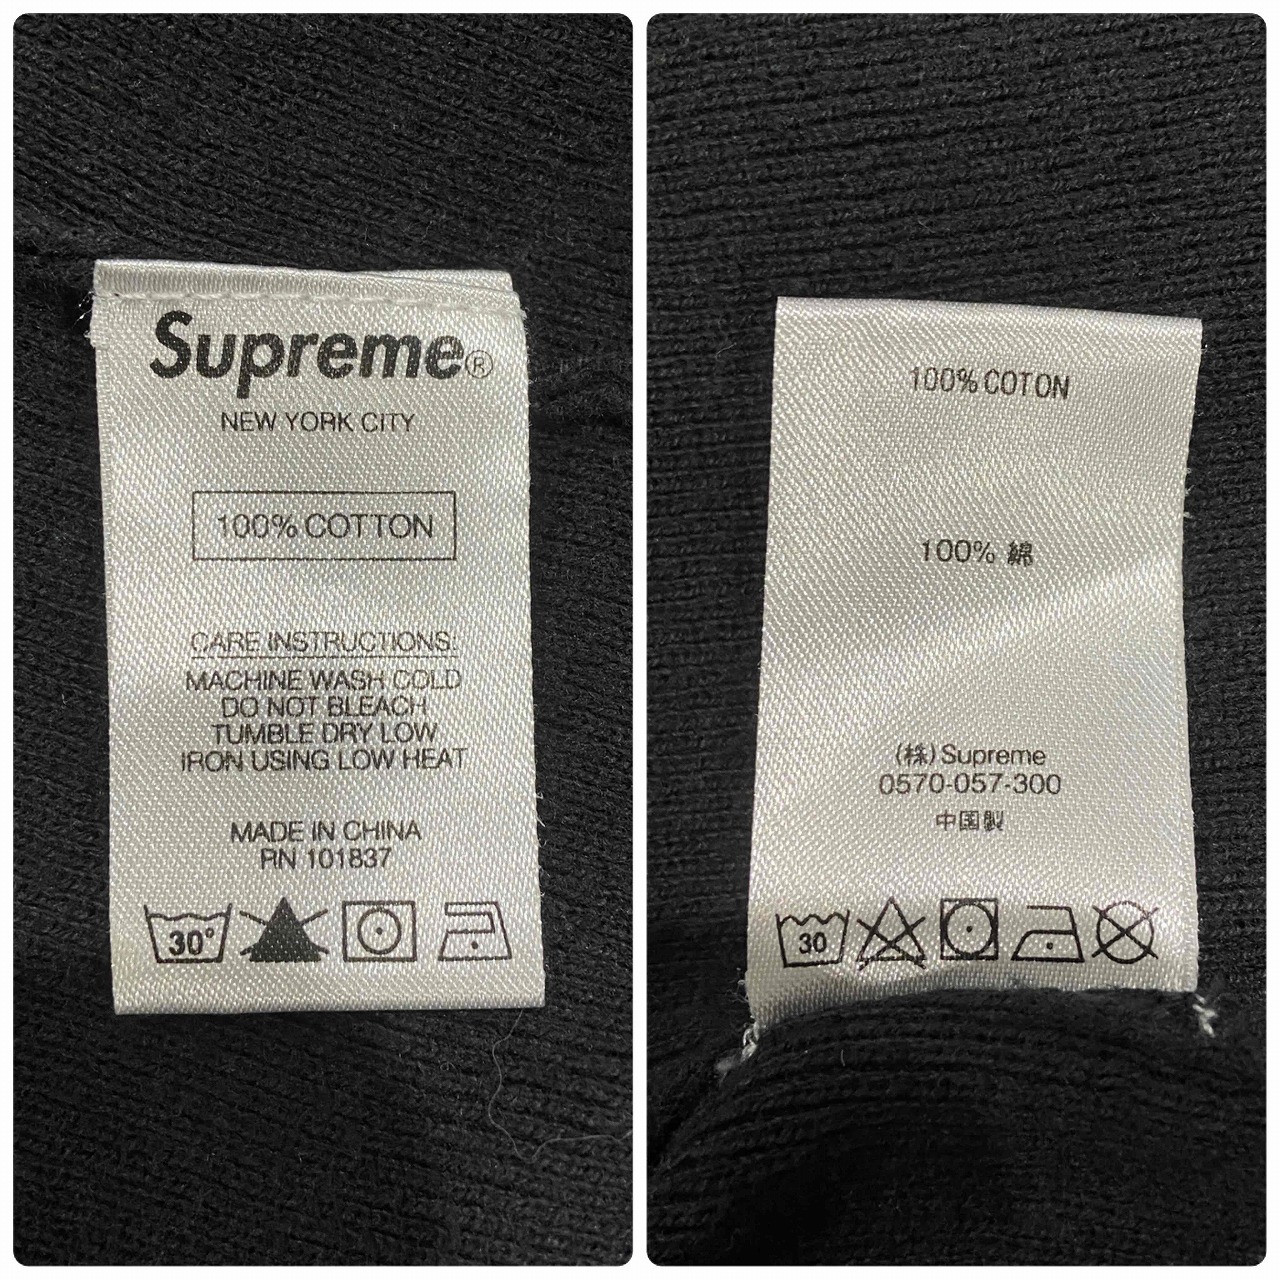 Supreme®
NEW YORK CITY
100% COTTON
CARE INSTRUCTIONS:
MACHINE WASH COLD
DO NOT BLEACH
TUMBLE DRY LOW
IRON USING LOW HEAT
MADE IN CHINA
RN 101837
30°
100% COTON
100% 綿
(株)Supreme
0570-057-300
中国製
30